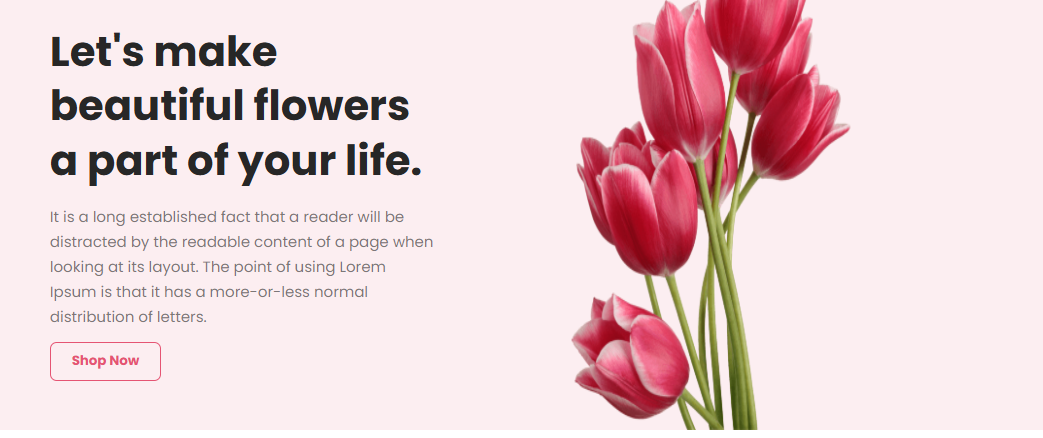 Let's make
beautiful flowers
a part of your life.
It is a long established fact that a reader will be
distracted by the readable content of a page when
looking at its layout. The point of using Lorem
Ipsum is that it has a more-or-less normal
distribution of letters.
Shop Now